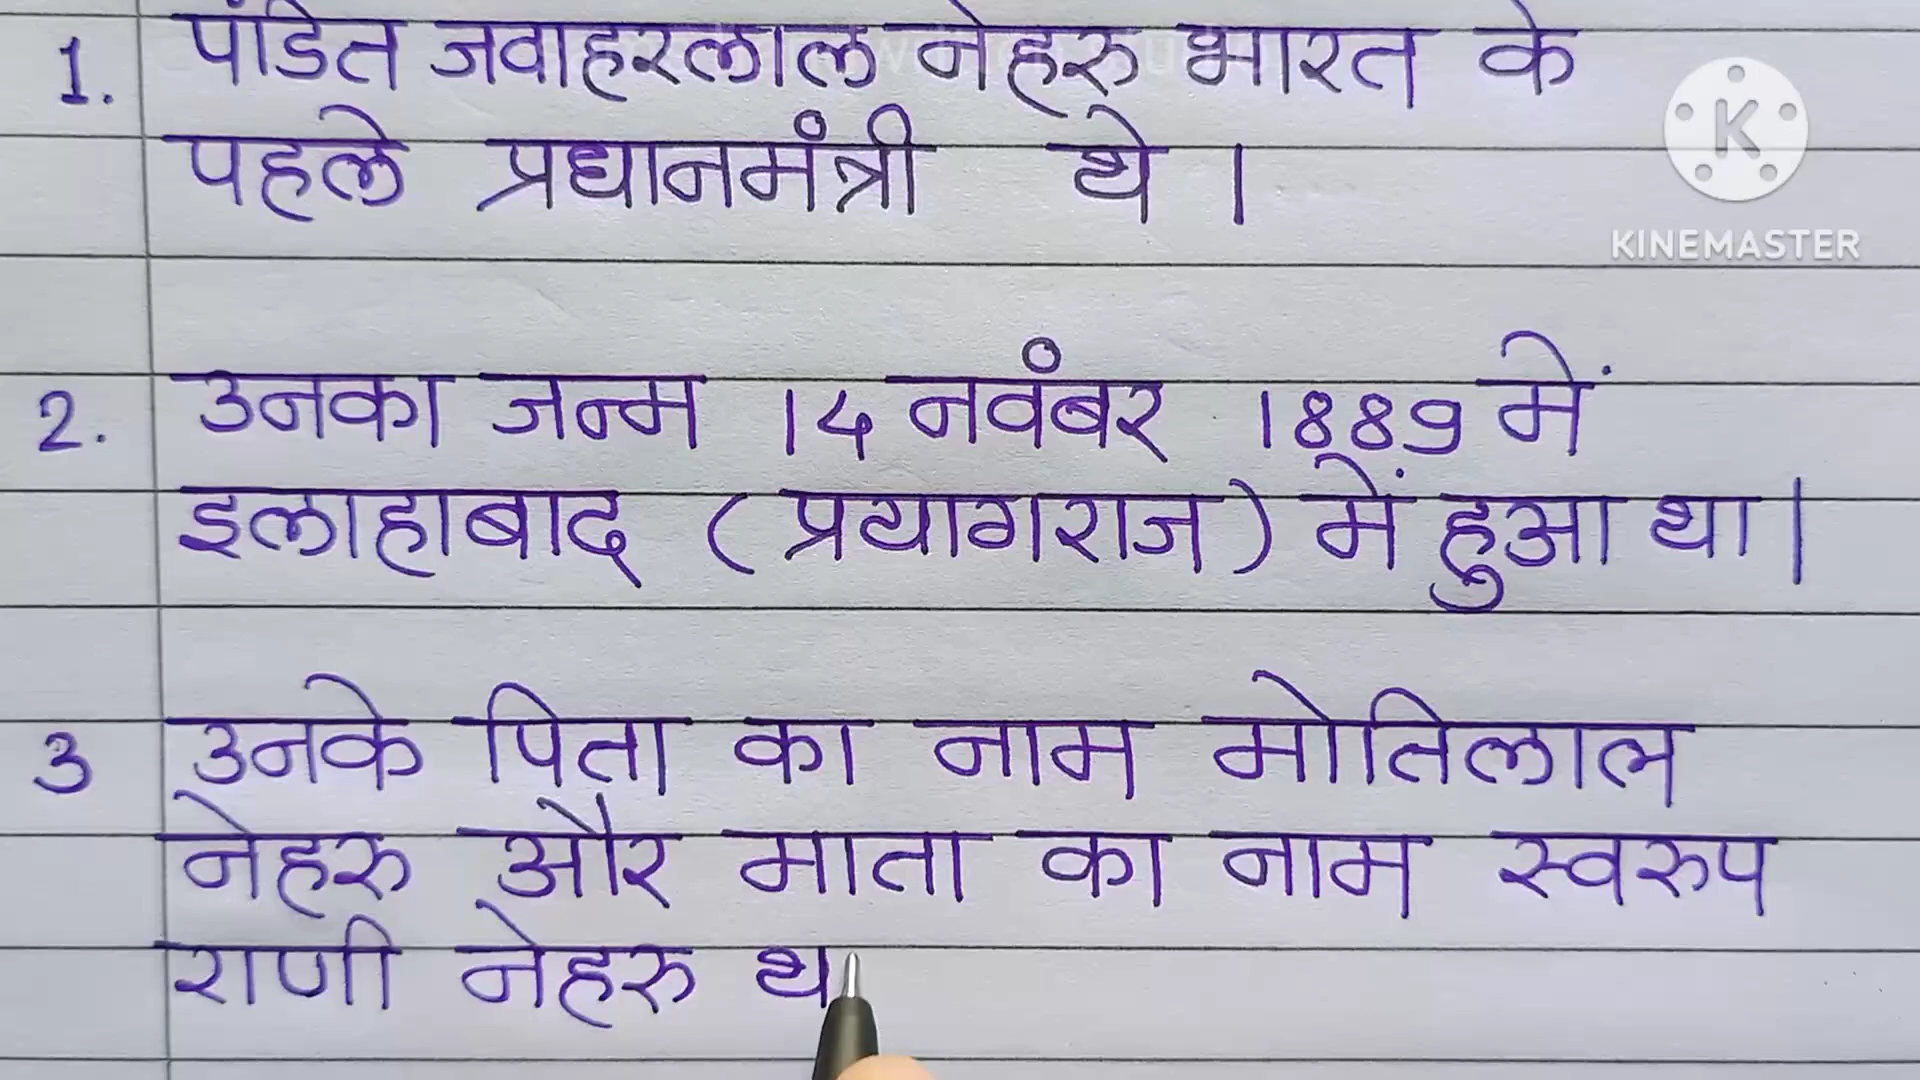 1. पंडित जवाहरलाल नेहरु भारत के
पहले प्रधानमंत्री थे ।
KINEMASTER
2. उनका जन्म 14 नवंबर 1889 में
इलाहाबाद (प्रयागराज) में हुआ था |
3 उनके पिता का नाम मोतिलाल
नेहरु और माता का नाम स्वरुप
राणी नेहरु थ